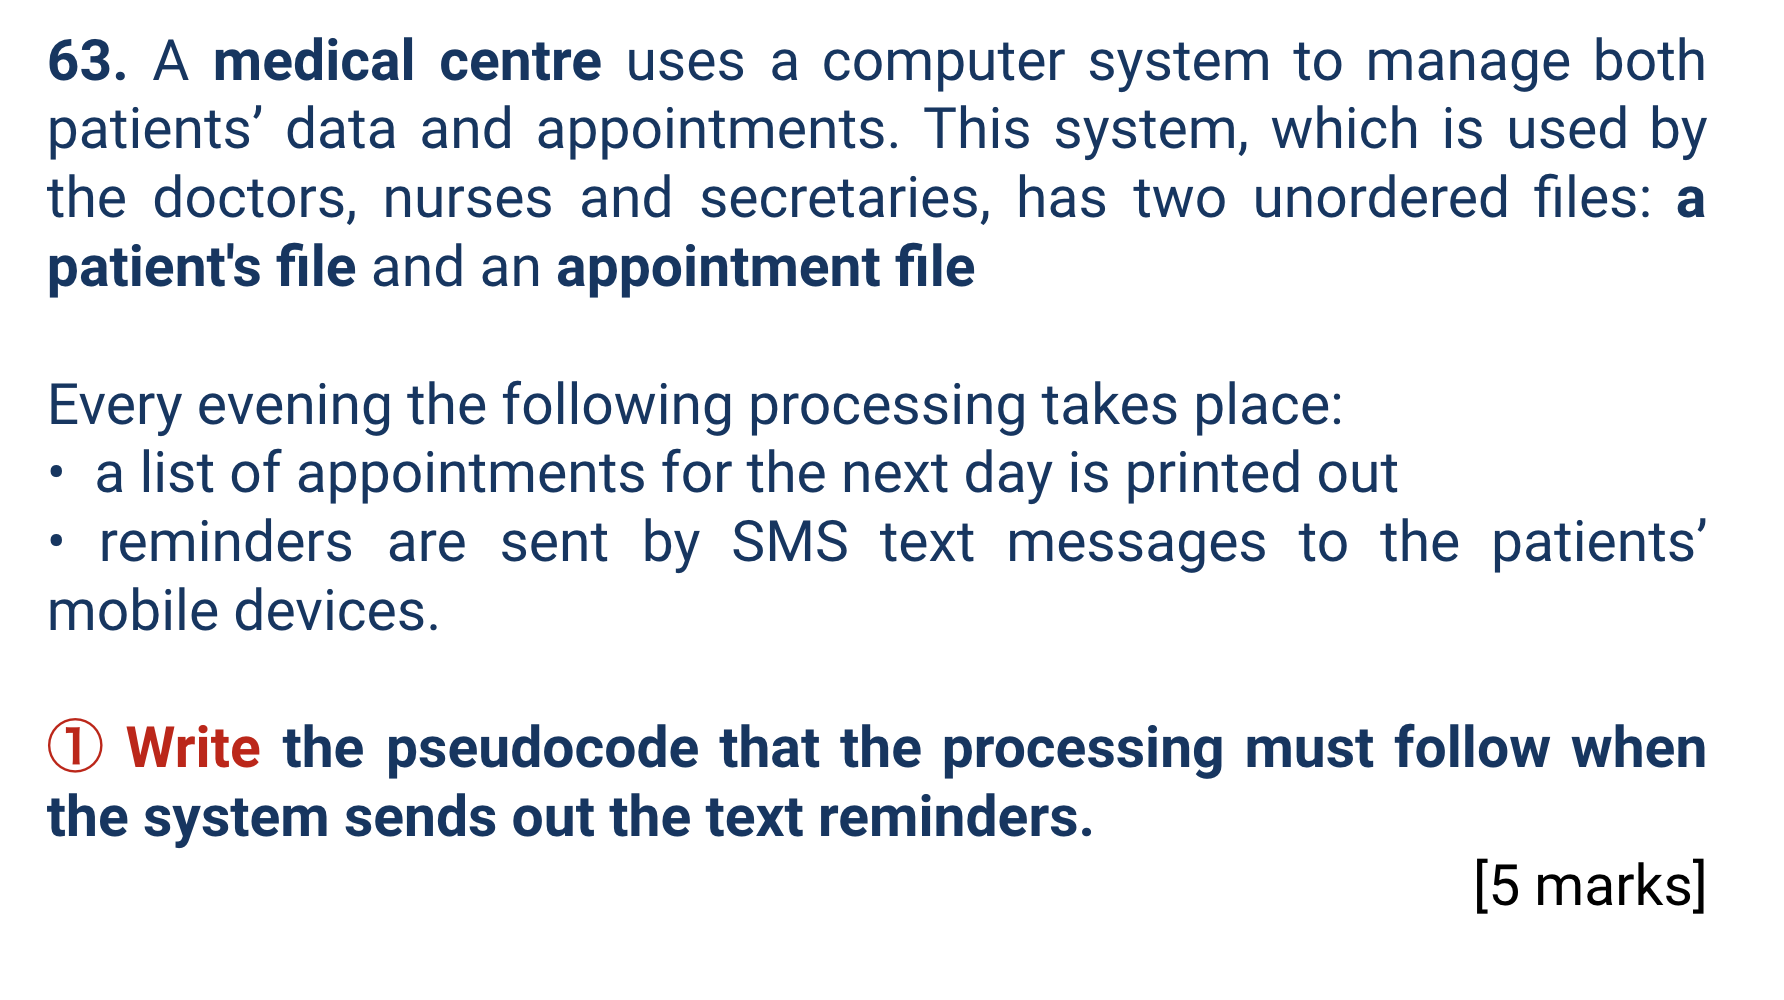 63. A medical centre uses a computer system to manage both
patients’ data and appointments. This system, which is used by
the doctors, nurses and secretaries, has two unordered files: a
patient's file and an appointment file
Every evening the following processing takes place:
• a list of appointments for the next day is printed out
• reminders are sent by SMS text messages to the patients’
mobile devices.
① Write the pseudocode that the processing must follow when
the system sends out the text reminders.
[5 marks]